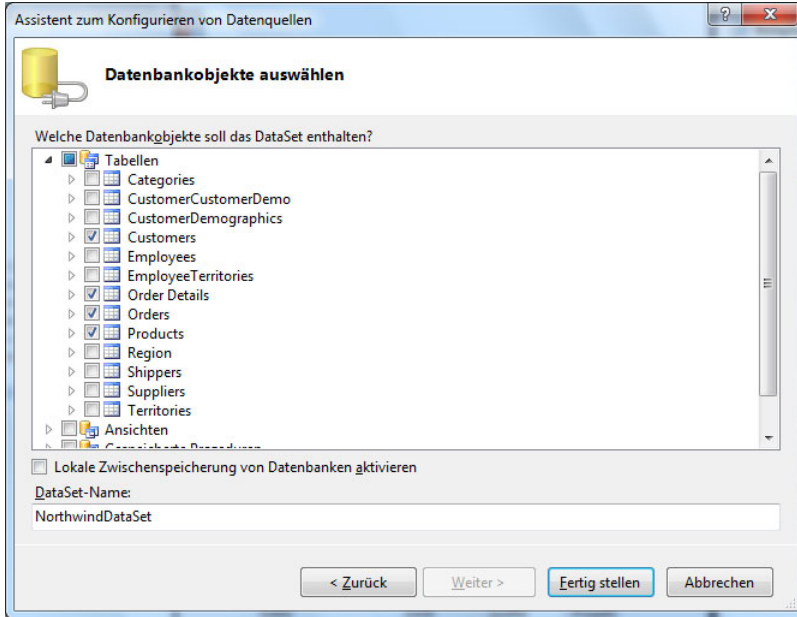 Assistent zum Konfigurieren von Datenquellen
Datenbankobjekte auswählen
Welche Datenbankobjekte soll das DataSet enthalten?
Tabellen
Categories
CustomerCustomerDemo
CustomerDemographics
Customers
Employees
EmployeeTerritories
Order Details
Orders
Products
Region
Shippers
Suppliers
Territories
Ansichten
Gespeicherte Prozeduren
Lokale Zwischenspeicherung von Datenbanken aktivieren
DataSet-Name:
NorthwindDataSet
< Zurück Weiter > Fertig stellen Abbrechen